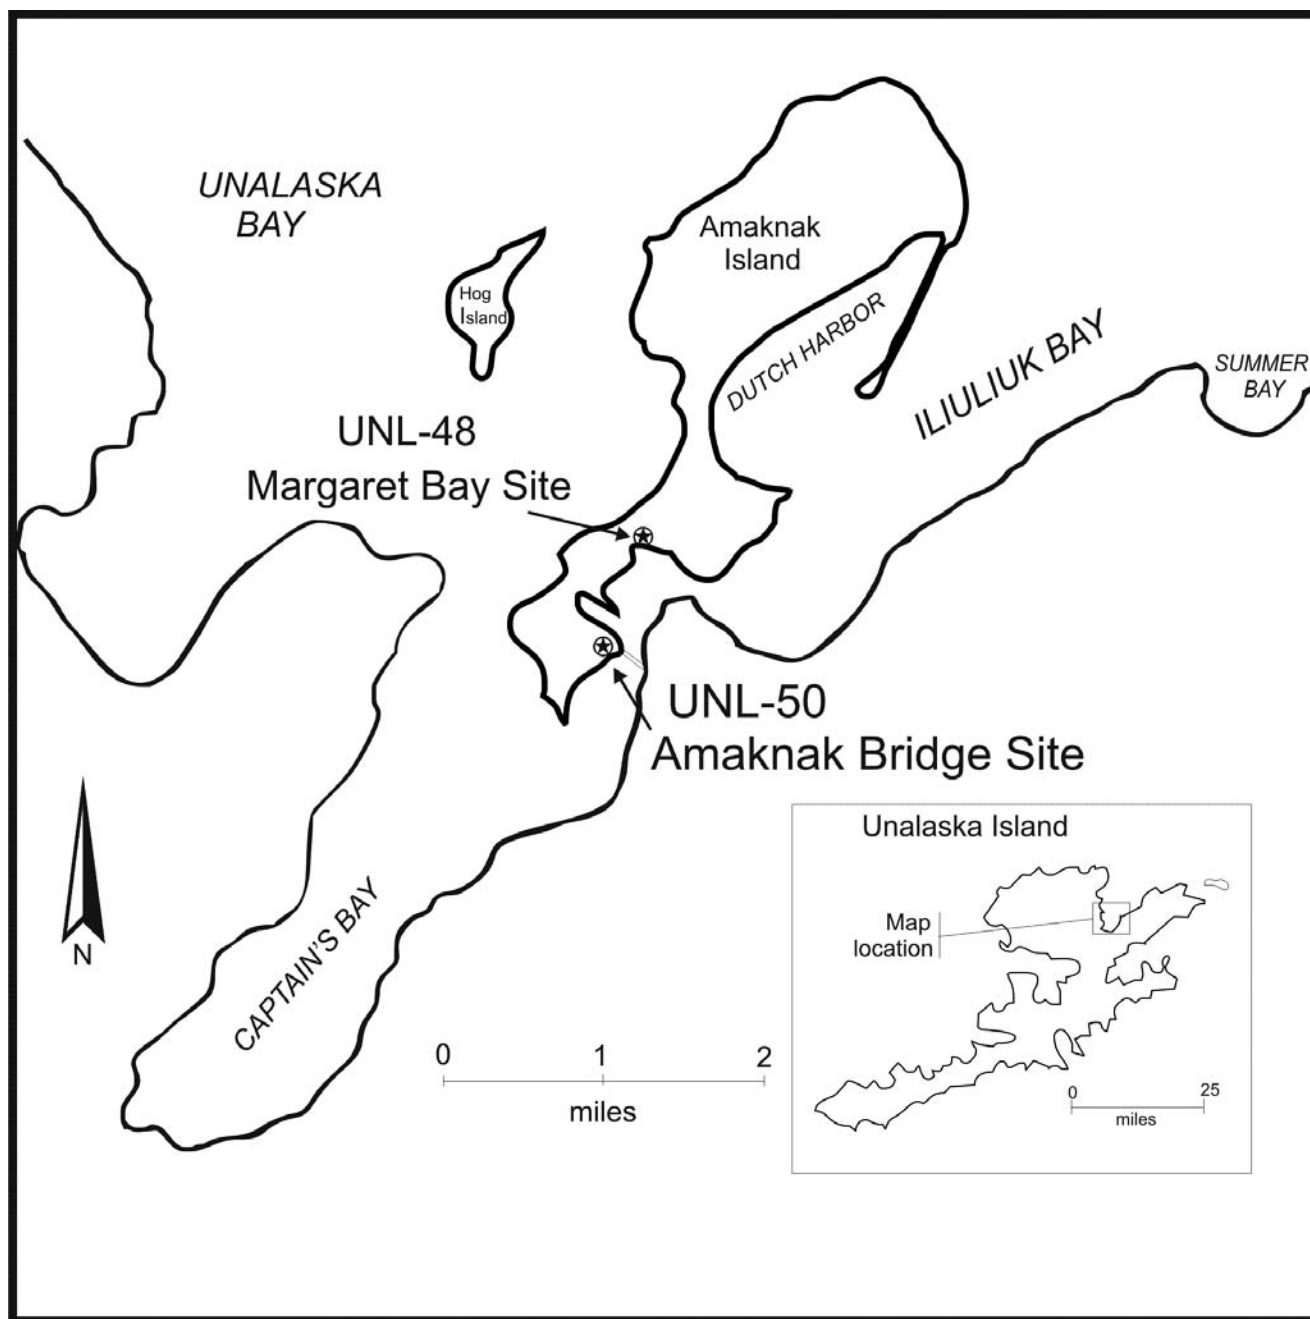 UNALASKA
BAY
Amaknak
Island
Hog
Island
DUTCH HARBOR
ILIULIUK BAY
SUMMER
BAY
UNL-48
Margaret Bay Site
UNL-50
Amaknak Bridge Site
N
CAPTAIN'S BAY
0 1 2
miles
Unalaska Island
Map
location
0 25
miles